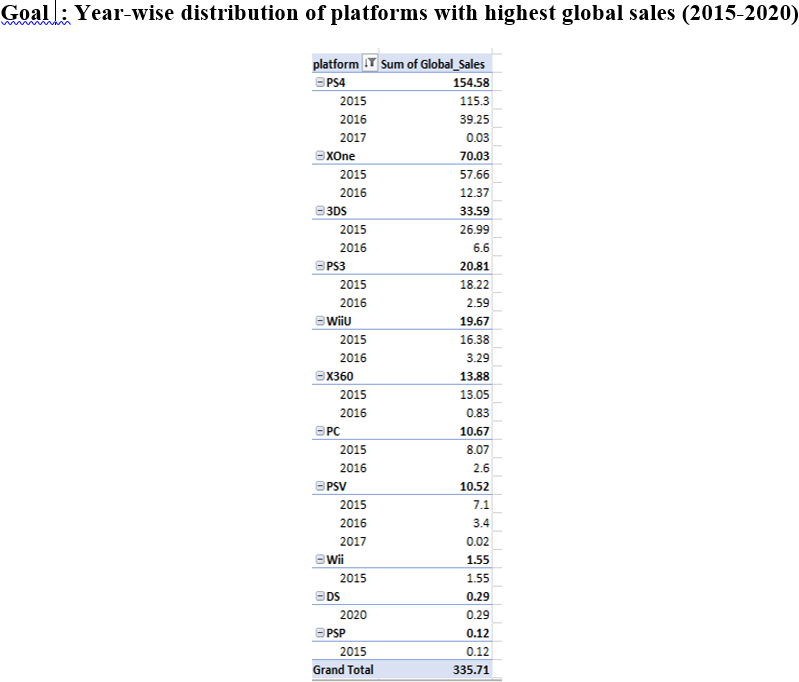 Goal : Year-wise distribution of platforms with highest global sales (2015-2020)
platform Sum of Global_Sales
PS4 154.58
2015 115.3
2016 39.25
2017 0.03
XOne 70.03
2015 57.66
2016 12.37
3DS 33.59
2015 26.99
2016 6.6
PS3 20.81
2015 18.22
2016 2.59
WiiU 19.67
2015 16.38
2016 3.29
X360 13.88
2015 13.05
2016 0.83
PC 10.67
2015 8.07
2016 2.6
PSV 10.52
2015 7.1
2016 3.4
2017 0.02
Wii 1.55
2015 1.55
DS 0.29
2020 0.29
PSP 0.12
2015 0.12
Grand Total 335.71